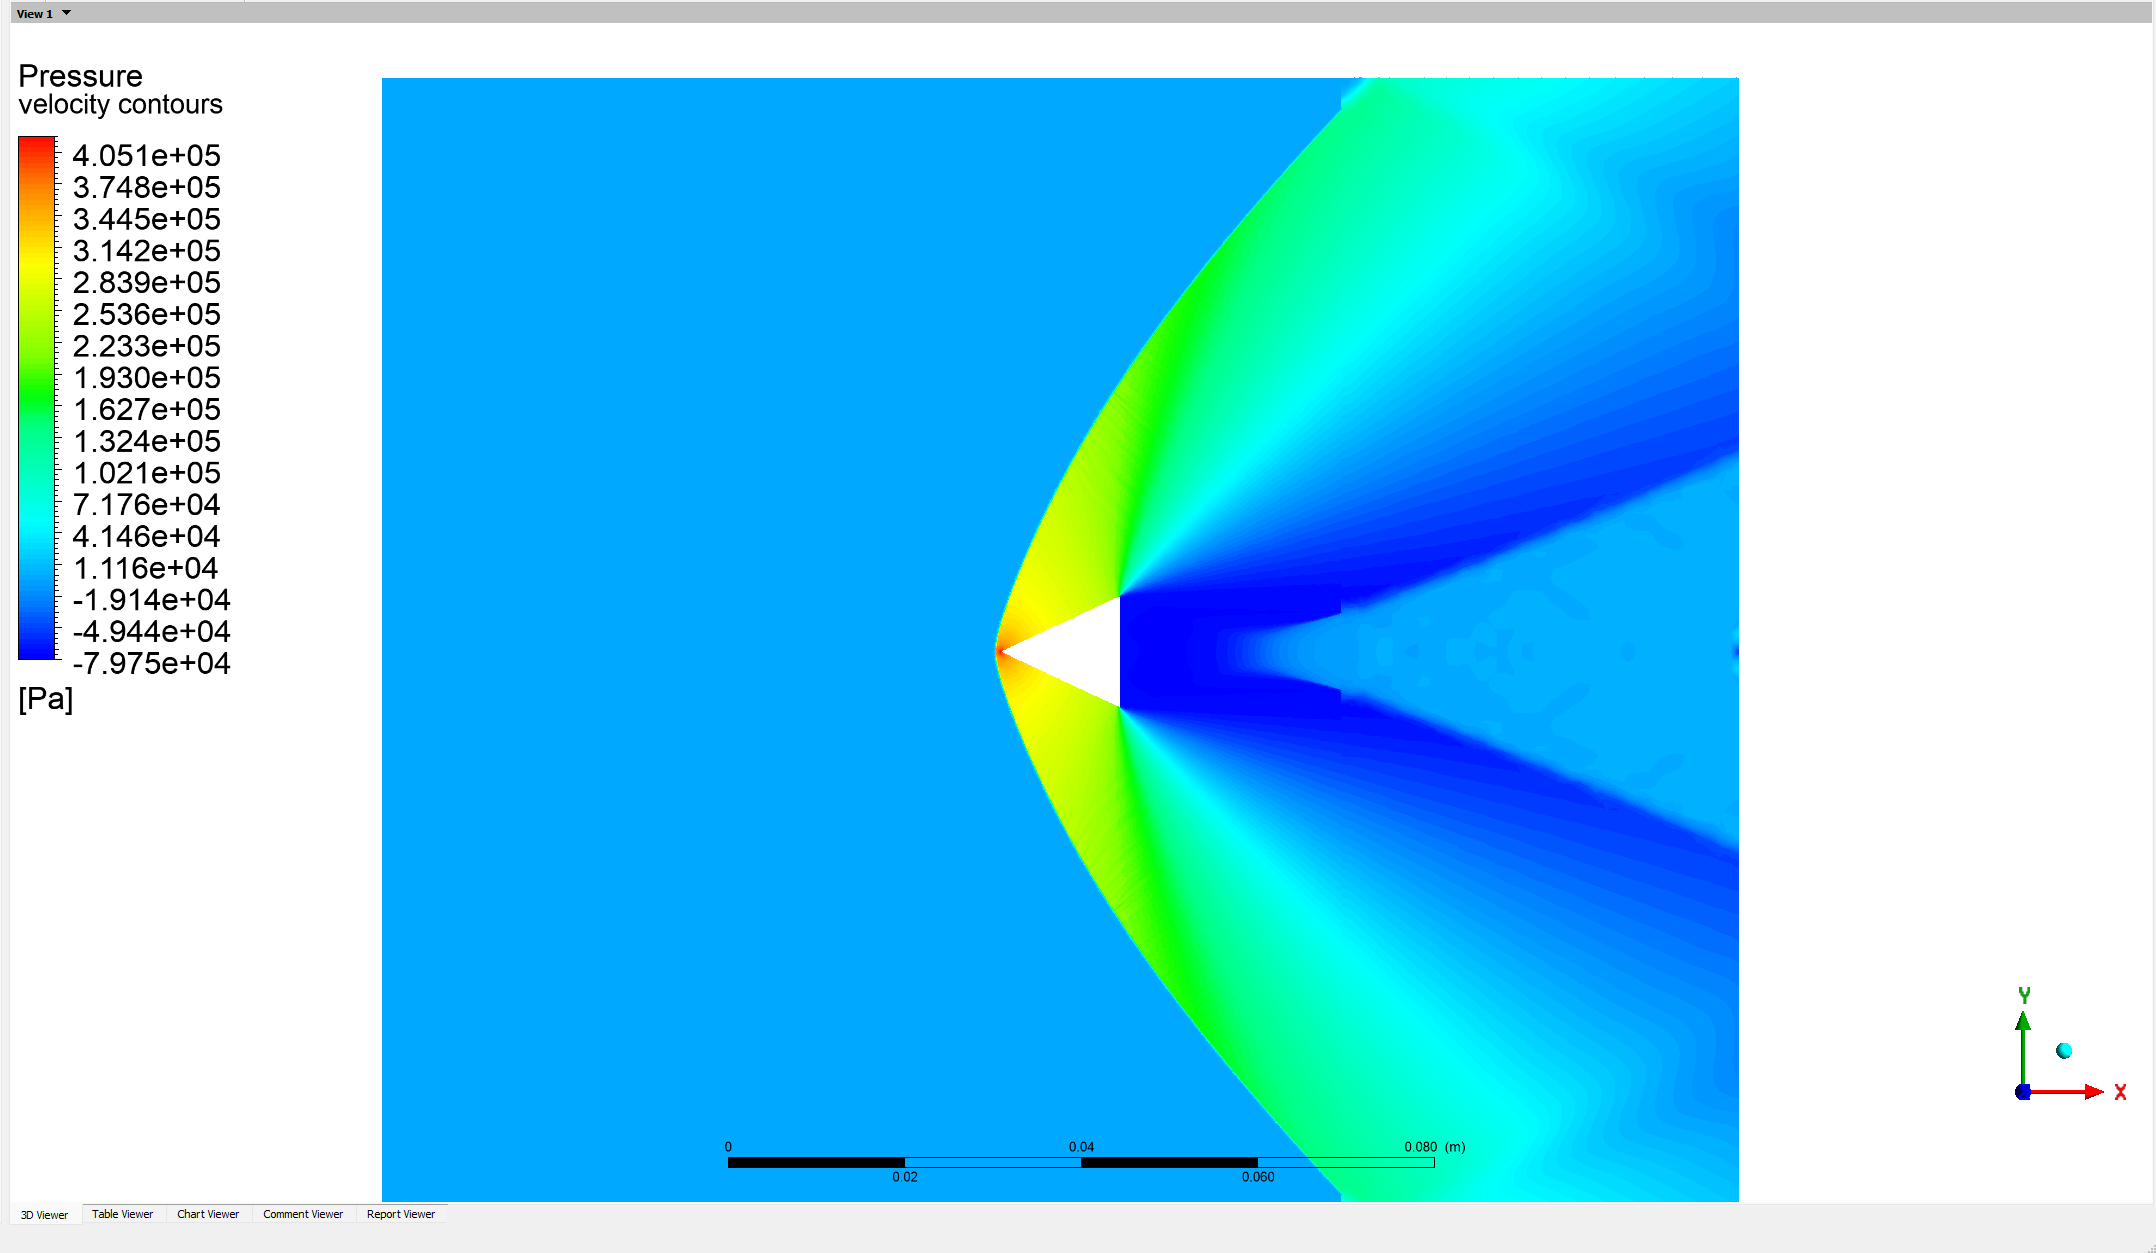 View 1
Pressure
velocity contours
4.051e+05
3.748e+05
3.445e+05
3.142e+05
2.839e+05
2.536e+05
2.233e+05
1.930e+05
1.627e+05
1.324e+05
1.021e+05
7.176e+04
4.146e+04
1.116e+04
-1.914e+04
-4.944e+04
-7.975e+04
[Pa]
Y
X
0 0.04 0.080 (m)
0.02 0.060
3D Viewer Table Viewer Chart Viewer Comment Viewer Report Viewer